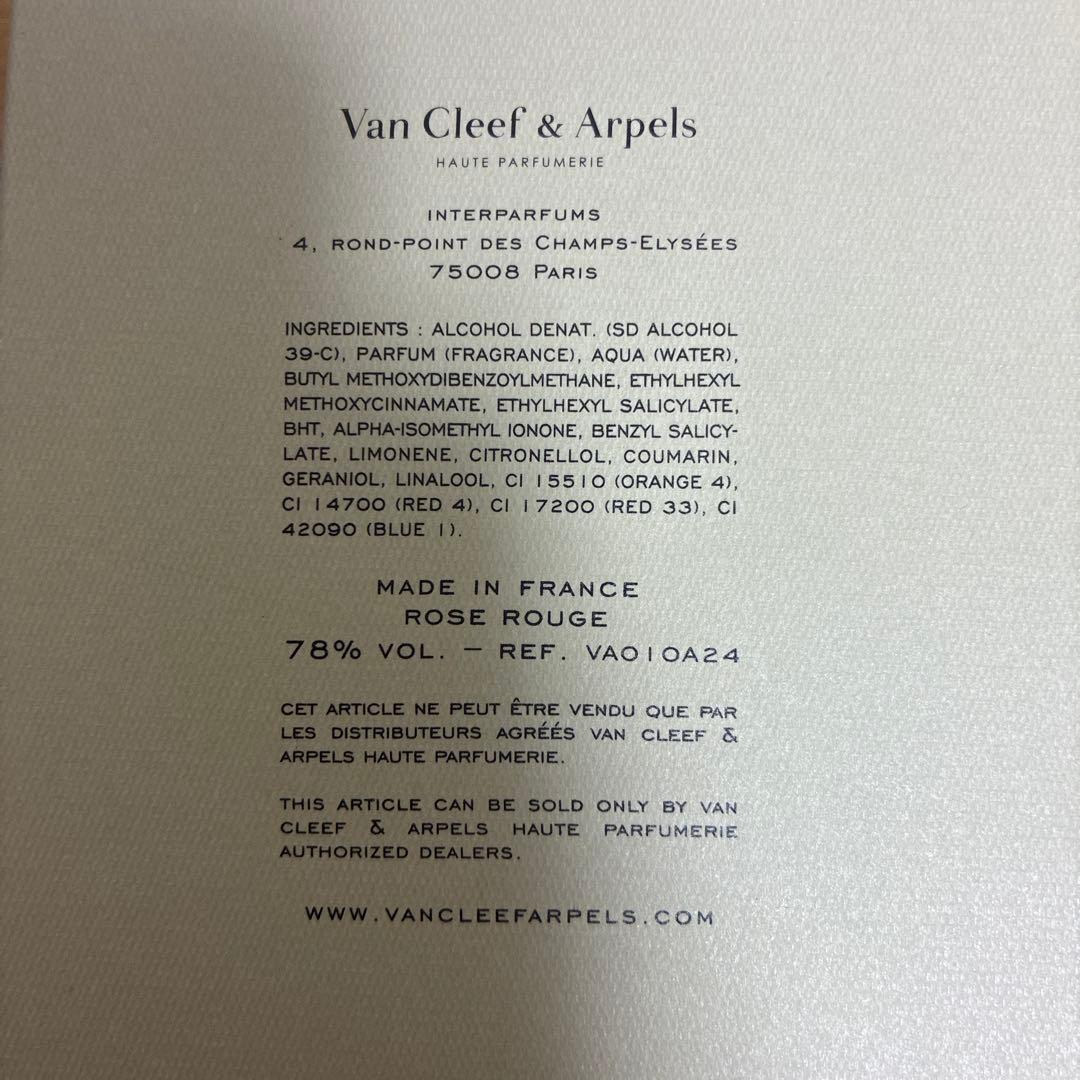 Van Cleef & Arpels
HAUTE PARFUMERIE
INTERPARFUMS
4, ROND-POINT DES CHAMPS-ELYSÉES
75008 PARIS
INGREDIENTS : ALCOHOL DENAT. (SD ALCOHOL
39-C), PARFUM (FRAGRANCE), AQUA (WATER),
BUTYL METHOXYDIBENZOYLMETHANE, ETHYLHEXYL
METHOXYCINNAMATE, ETHYLHEXYL SALICYLATE,
BHT, ALPHA-ISOMETHYL IONONE, BENZYL SALICY-
LATE, LIMONENE, CITRONELLOL, COUMARIN,
GERANIOL, LINALOOL, CI 15510 (ORANGE 4),
CI 14700 (RED 4), CI 17200 (RED 33), CI
42090 (BLUE 1).
MADE IN FRANCE
ROSE ROUGE
78% VOL. – REF. VA010A24
CET ARTICLE NE PEUT ÊTRE VENDU QUE PAR
LES DISTRIBUTEURS AGRÉÉS VAN CLEEF &
ARPELS HAUTE PARFUMERIE.
THIS ARTICLE CAN BE SOLD ONLY BY VAN
CLEEF & ARPELS HAUTE PARFUMERIE
AUTHORIZED DEALERS.
WWW.VANCLEEFARPELS.COM